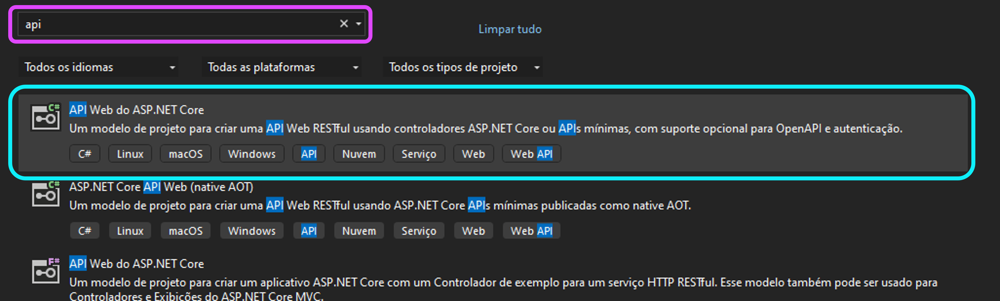 api
Limpar tudo
Todos os idiomas Todas as plataformas Todos os tipos de projeto
C#
API Web do ASP.NET Core
Um modelo de projeto para criar uma API Web RESTful usando controladores ASP.NET Core ou APIs mínimas, com suporte opcional para OpenAPI e autenticação.
C# Linux macOS Windows API Nuvem Serviço Web Web API
C#
ASP.NET Core API Web (native AOT)
Um modelo de projeto para criar uma API Web RESTful usando ASP.NET Core APIs mínimas publicadas como native AOT.
C# Linux macOS Windows API Nuvem Serviço Web Web API
F#
API Web do ASP.NET Core
Um modelo de projeto para criar um aplicativo ASP.NET Core com um Controlador de exemplo para um serviço HTTP RESTful. Esse modelo também pode ser usado para
Controladores e Exibições do ASP.NET Core MVC.